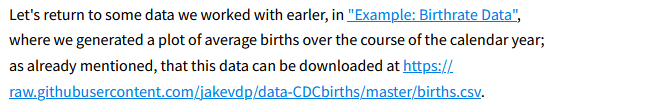 Let's return to some data we worked with earler, in "Example: Birthrate Data",
where we generated a plot of average births over the course of the calendar year;
as already mentioned, that this data can be downloaded at https://
raw.githubusercontent.com/jakevdp/data-CDCbirths/master/births.csv.